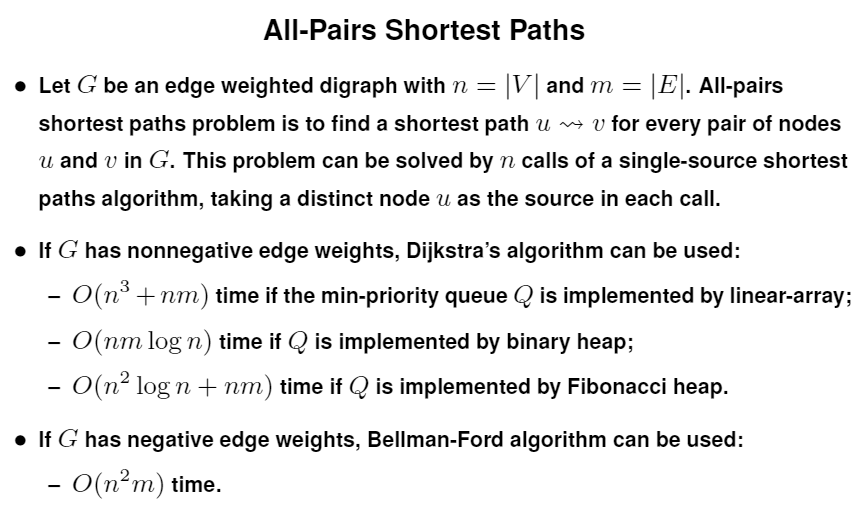 All-Pairs Shortest Paths
● Let G be an edge weighted digraph with n = |V| and m = |E|. All-pairs
shortest paths problem is to find a shortest path u ⇝ v for every pair of nodes
u and v in G. This problem can be solved by n calls of a single-source shortest
paths algorithm, taking a distinct node u as the source in each call.
● If G has nonnegative edge weights, Dijkstra's algorithm can be used:
– O(n³ + nm) time if the min-priority queue Q is implemented by linear-array;
– O(nm log n) time if Q is implemented by binary heap;
– O(n² log n + nm) time if Q is implemented by Fibonacci heap.
● If G has negative edge weights, Bellman-Ford algorithm can be used:
– O(n²m) time.